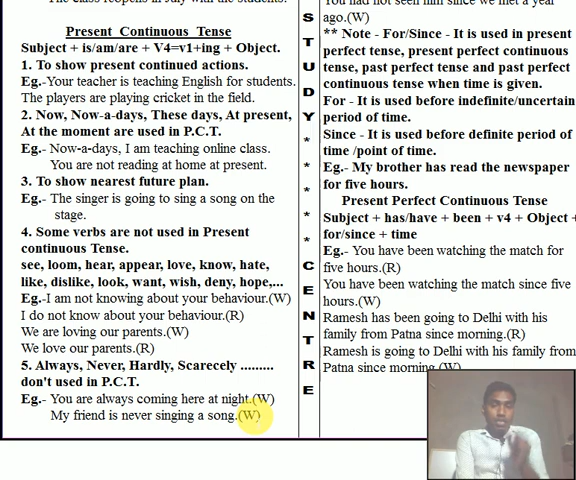 The class reopens in July with the students.
Present Continuous Tense
Subject + is/am/are + V4=v1+ing + Object.
1. To show present continued actions.
Eg.-Your teacher is teaching English for students.
The players are playing cricket in the field.
2. Now, Now-a-days, These days, At present,
At the moment are used in P.C.T.
Eg.- Now-a-days, I am teaching online class.
You are not reading at home at present.
3. To show nearest future plan.
Eg.- The singer is going to sing a song on the
stage.
4. Some verbs are not used in Present
continuous Tense.
see, loom, hear, appear, love, know, hate,
like, dislike, look, want, wish, deny, hope,...
Eg.-I am not knowing about your behaviour.(W)
I do not know about your behaviour.(R)
We are loving our parents.(W)
We love our parents.(R)
5. Always, Never, Hardly, Scarecely .........
don't used in P.C.T.
Eg.- You are always coming here at night.(W)
My friend is never singing a song.(W)
S
T
U
D
Y
*
*
*
*
*
C
E
N
T
R
E
You had not seen him since we met a year
ago.(W)
** Note - For/Since - It is used in present
perfect tense, present perfect continuous
tense, past perfect tense and past perfect
continuous tense when time is given.
For - It is used before indefinite/uncertain
period of time.
Since - It is used before definite period of
time /point of time.
Eg.- My brother has read the newspaper
for five hours.
Present Perfect Continuous Tense
Subject + has/have + been + v4 + Object +
for/since + time
Eg.- You have been watching the match for
five hours.(R)
You have been watching the match since five
hours.(W)
Ramesh has been going to Delhi with his
family from Patna since morning.(R)
Ramesh is going to Delhi with his family from
Patna since morning.(W)